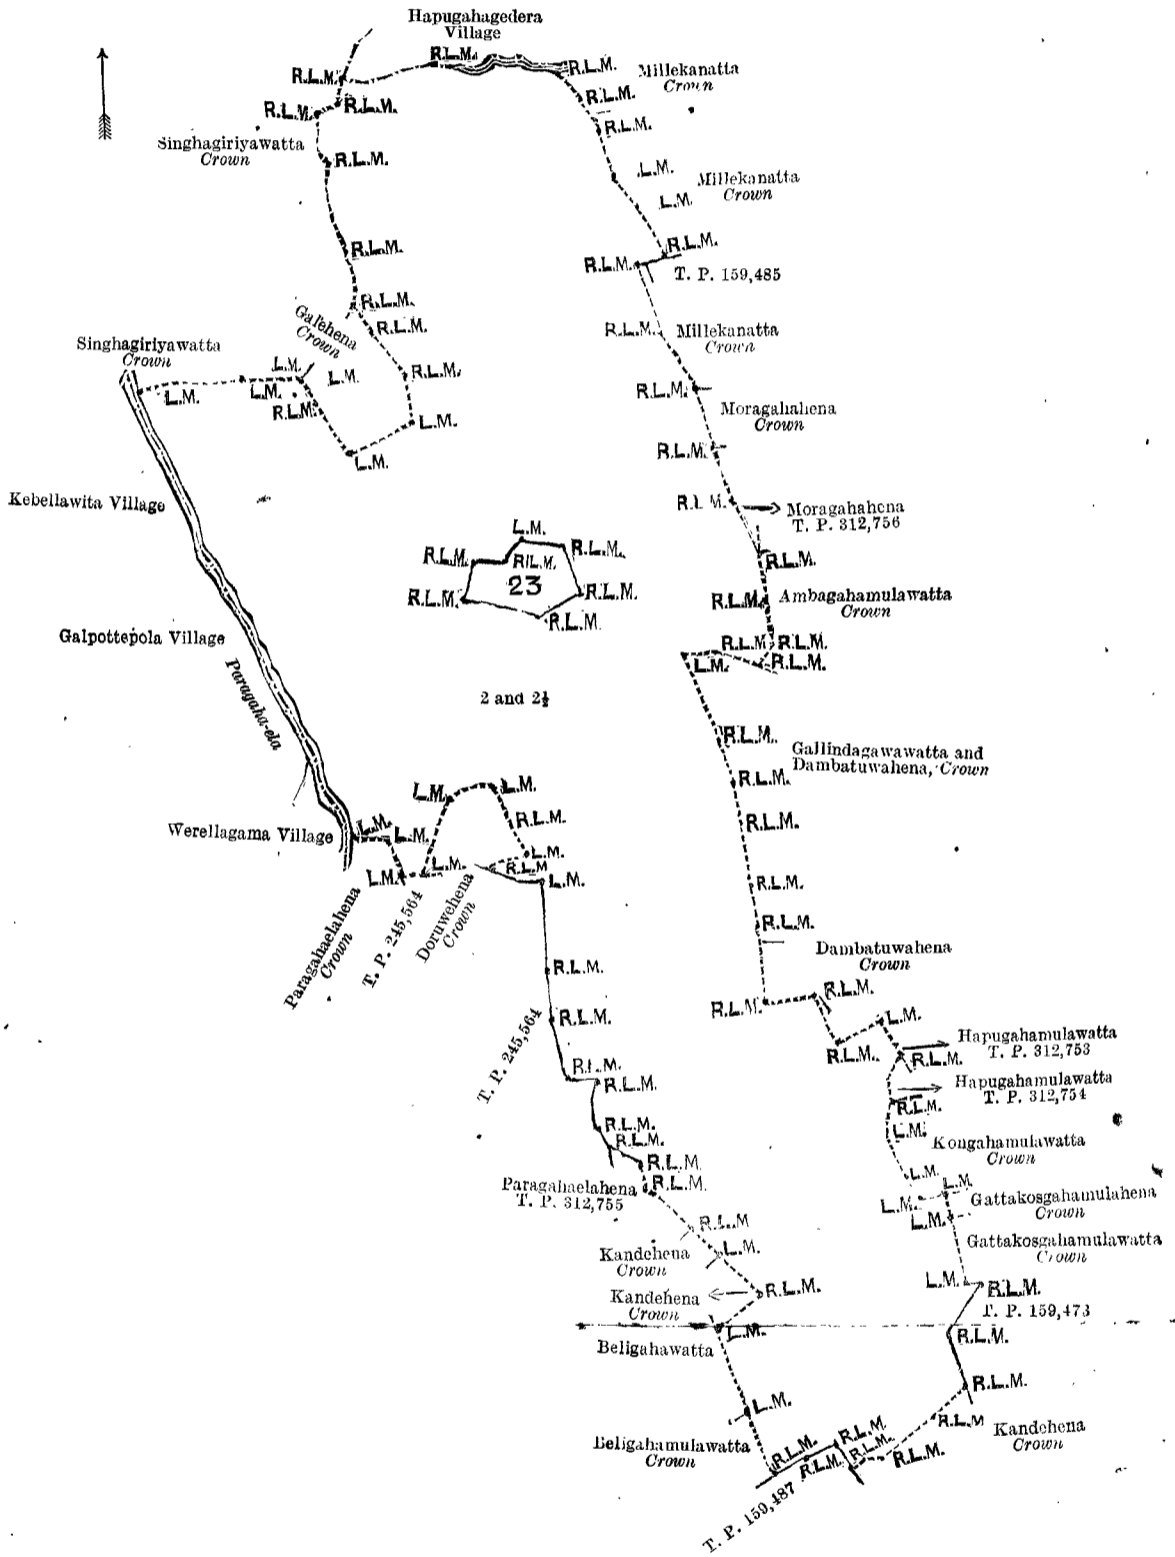 Hapugahagedera
Village
R.L.M.
R.L.M.
R.L.M.
Millekanatta
Crown
R.L.M.
R.L.M.
R.L.M.
R.L.M.
Singhagiriyawatta
Crown
R.L.M.
R.L.M.
L.M.
Millekanatta
Crown
L.M.
R.L.M.
R.L.M.
R.L.M.
T. P. 159,485
R.L.M.
R.L.M.
Galehena
Crown
R.L.M.
Millekanatta
Crown
Singhagiriyawatta
Crown
L.M.
L.M.
R.L.M.
L.M.
L.M.
R.L.M.
L.M.
L.M.
R.L.M.
Moragahahena
Crown
R.L.M.
Kebellawita Village
R.L.M.
Moragahahena
T. P. 312,756
L.M.
R.L.M.
R.L.M.
R.L.M.
23
R.L.M.
R.L.M.
R.L.M.
R.L.M.
R.L.M.
Ambagahamulawatta
Crown
Galpottepola Village
Paragaha-ela
R.L.M.
R.L.M.
L.M.
R.L.M.
2 and 2½
R.L.M.
Gallindagawawatta and
Dambatuwahena, Crown
R.L.M.
L.M.
L.M.
R.L.M.
R.L.M.
Werellagama Village
L.M.
L.M.
L.M.
L.M.
L.M.
R.L.M.
L.M.
R.L.M.
Paragahaelahena
Crown
T. P. 245,564
Doruwehena
Crown
R.L.M.
Dambatuwahena
Crown
R.L.M.
R.L.M.
R.L.M.
R.L.M.
L.M.
T. P. 245,564
Hapugahamulawatta
T. P. 312,753
R.L.M.
R.L.M.
R.L.M.
R.L.M.
Hapugahamulawatta
T. P. 312,754
R.L.M.
R.L.M.
R.L.M.
L.M.
Kongahamulawatta
Crown
R.L.M.
L.M.
Paragahaelahena
T. P. 312,755
R.L.M.
L.M.
L.M.
Gattakosgahamulahena
Crown
L.M.
R.L.M.
Gattakosgahamulawatta
Crown
Kandehena
Crown
L.M.
Kandehena
Crown
R.L.M.
L.M.
R.L.M.
T. P. 159,473
L.M.
R.L.M.
Beligahawatta
R.L.M.
L.M.
R.L.M
Kandehena
Crown
Beligahamulawatta
Crown
R.L.M.
R.L.M.
R.L.M.
R.L.M.
R.L.M.
T. P. 159,487